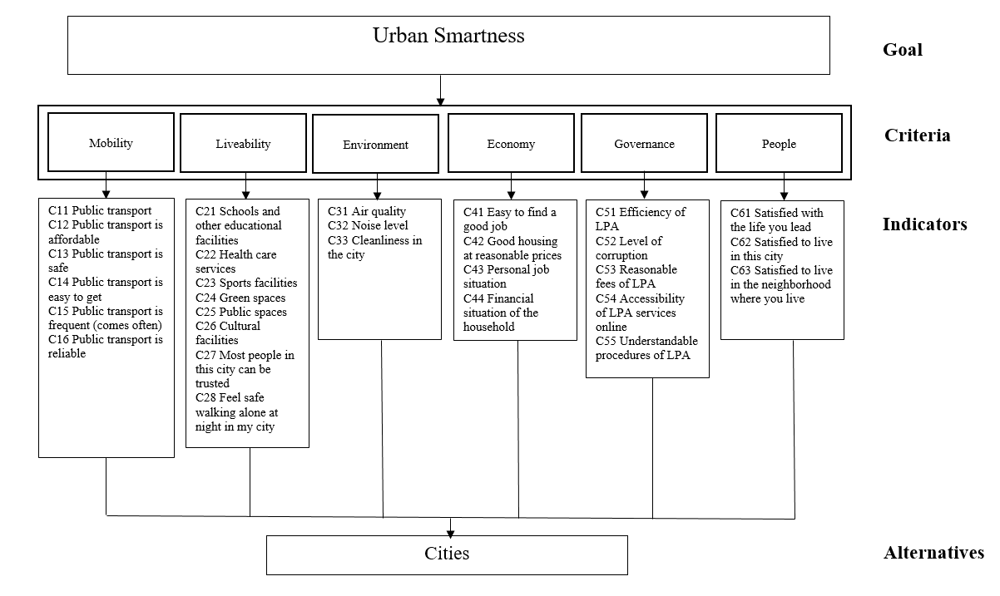 Urban Smartness
Goal
Mobility
Liveability
Environment
Economy
Governance
People
Criteria
C11 Public transport
C12 Public transport is
affordable
C13 Public transport is
safe
C14 Public transport is
easy to get
C15 Public transport is
frequent (comes often)
C16 Public transport is
reliable
C21 Schools and
other educational
facilities
C22 Health care
services
C23 Sports facilities
C24 Green spaces
C25 Public spaces
C26 Cultural
facilities
C27 Most people in
this city can be
trusted
C28 Feel safe
walking alone at
night in my city
C31 Air quality
C32 Noise level
C33 Cleanliness in
the city
C41 Easy to find a
good job
C42 Good housing
at reasonable prices
C43 Personal job
situation
C44 Financial
situation of the
household
C51 Efficiency of
LPA
C52 Level of
corruption
C53 Reasonable
fees of LPA
C54 Accessibility
of LPA services
online
C55 Understandable
procedures of LPA
C61 Satisfied with
the life you lead
C62 Satisfied to live
in this city
C63 Satisfied to live
in the neighborhood
where you live
Indicators
Cities
Alternatives